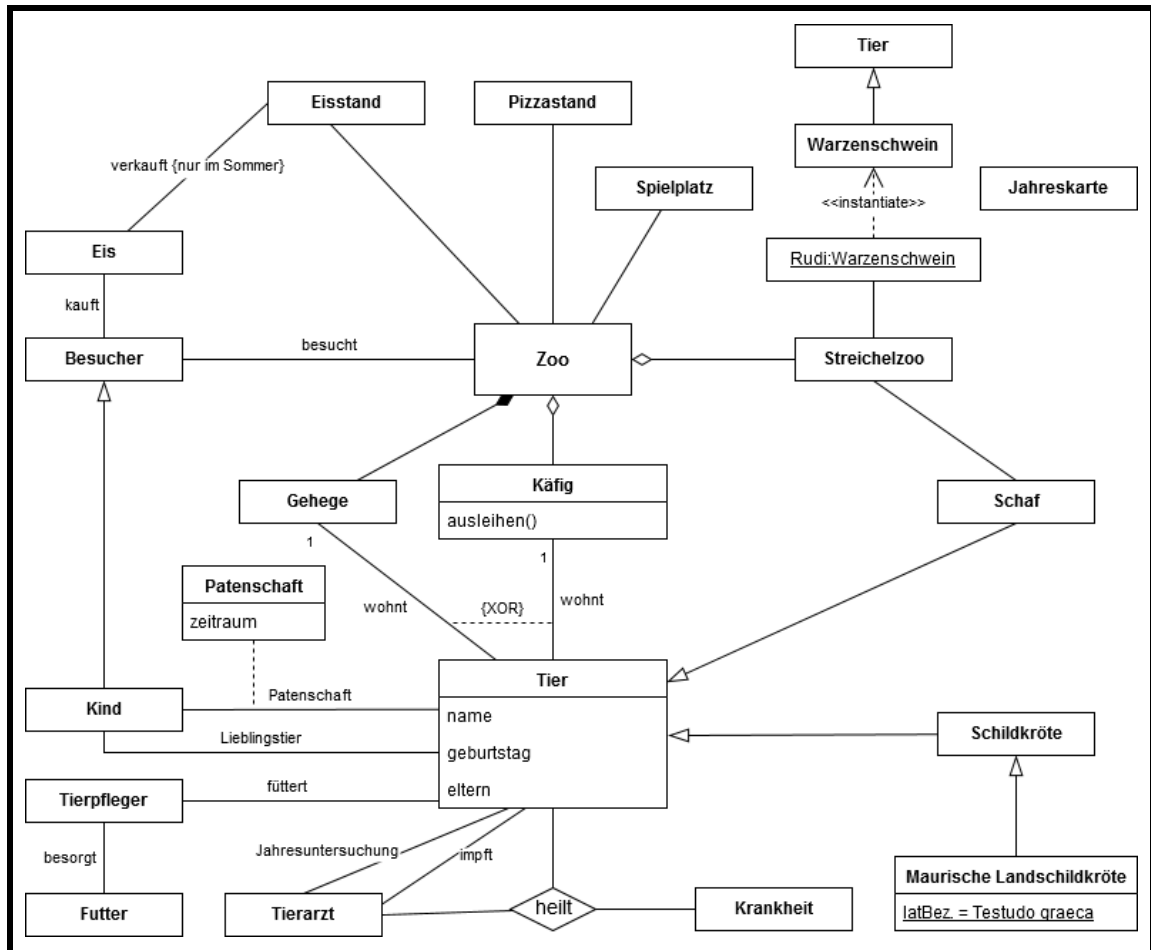 Tier
Eisstand
Pizzastand
Warzenschwein
verkauft {nur im Sommer}
Spielplatz
Jahreskarte
<<instantiate>>
Eis
Rudi:Warzenschwein
kauft
Besucher
besucht
Zoo
Streichelzoo
Gehege
Käfig
ausleihen()
Schaf
1
1
Patenschaft
zeitraum
wohnt
{XOR}
wohnt
Tier
name
geburtstag
eltern
Kind
Patenschaft
Lieblingstier
Schildkröte
Tierpfleger
füttert
besorgt
Jahresuntersuchung
impft
Maurische Landschildkröte
latBez. = Testudo graeca
Futter
Tierarzt
heilt
Krankheit